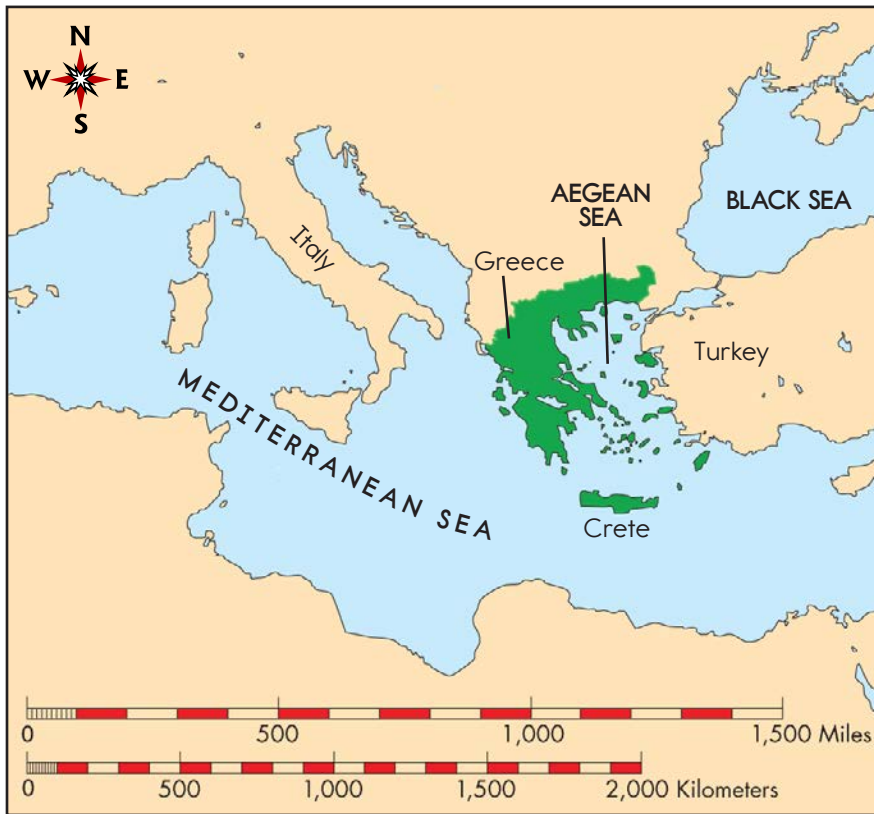 N
W E
S
AEGEAN
SEA
BLACK SEA
Italy
Greece
Turkey
MEDITERRANEAN SEA
Crete
0 500 1,000 1,500 Miles
0 500 1,000 1,500 2,000 Kilometers